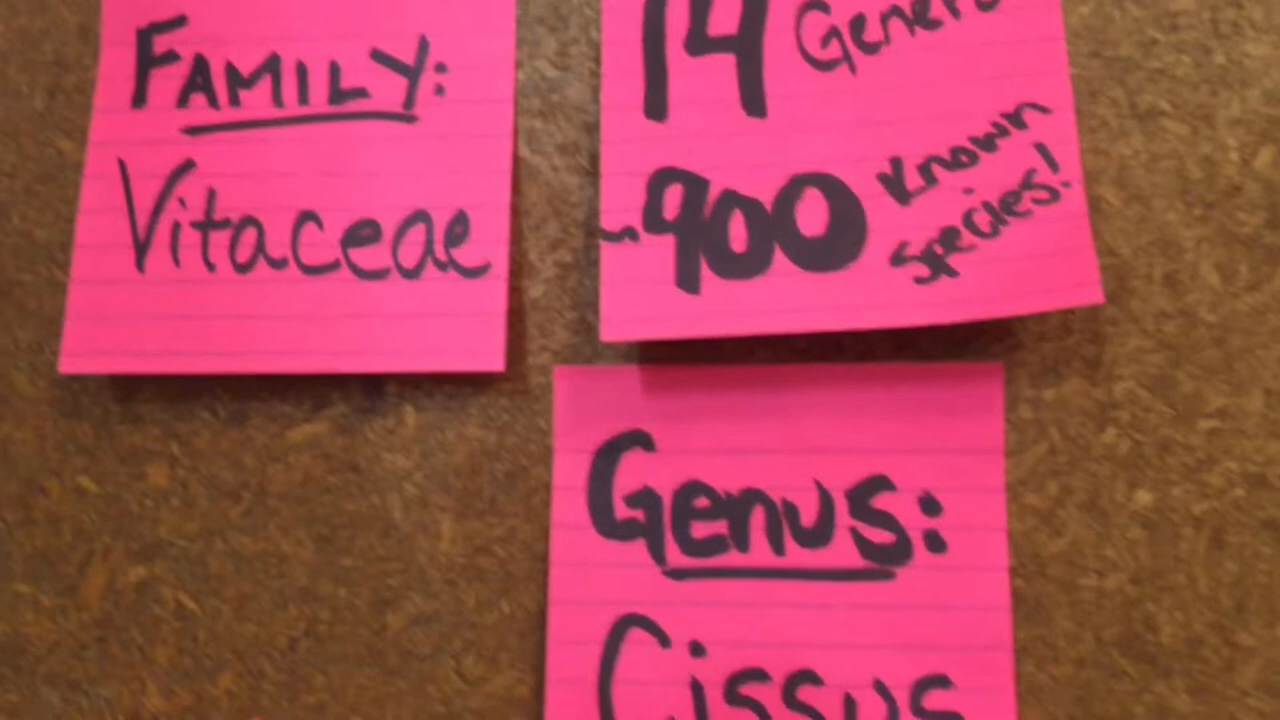 FAMILY:
Vitaceae
14 Genera
~900 Known Species!
Genus:
Cissus